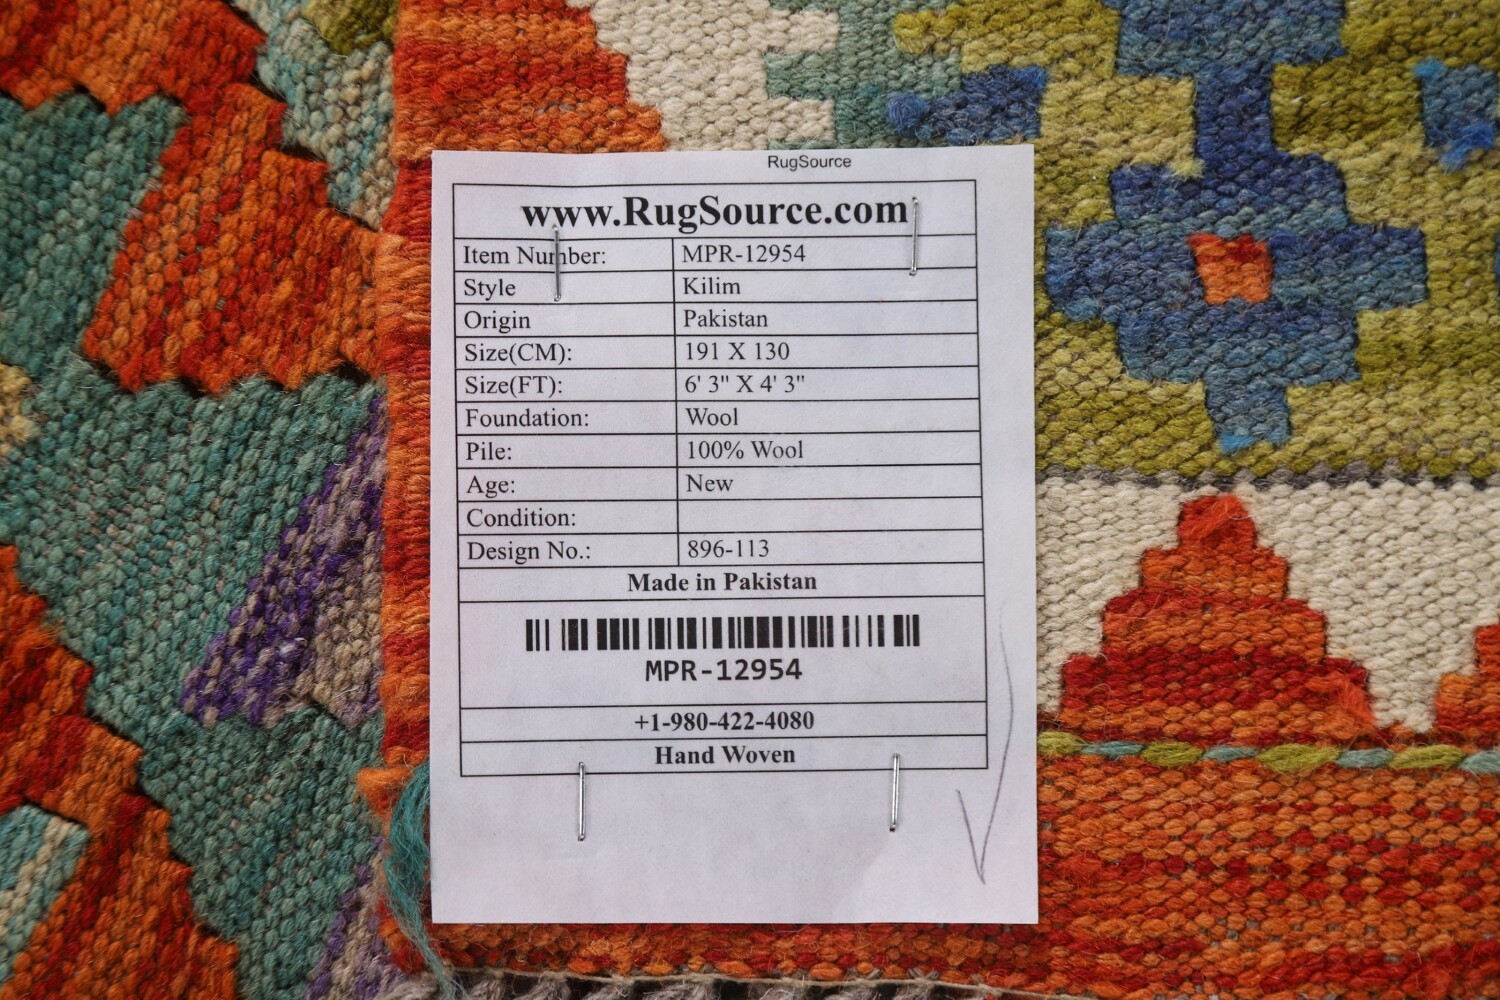 RugSource
www.RugSource.com
Item Number: MPR-12954
Style Kilim
Origin Pakistan
Size(CM): 191 X 130
Size(FT): 6' 3" X 4' 3"
Foundation: Wool
Pile: 100% Wool
Age: New
Condition:
Design No.: 896-113
Made in Pakistan
MPR-12954
+1-980-422-4080
Hand Woven